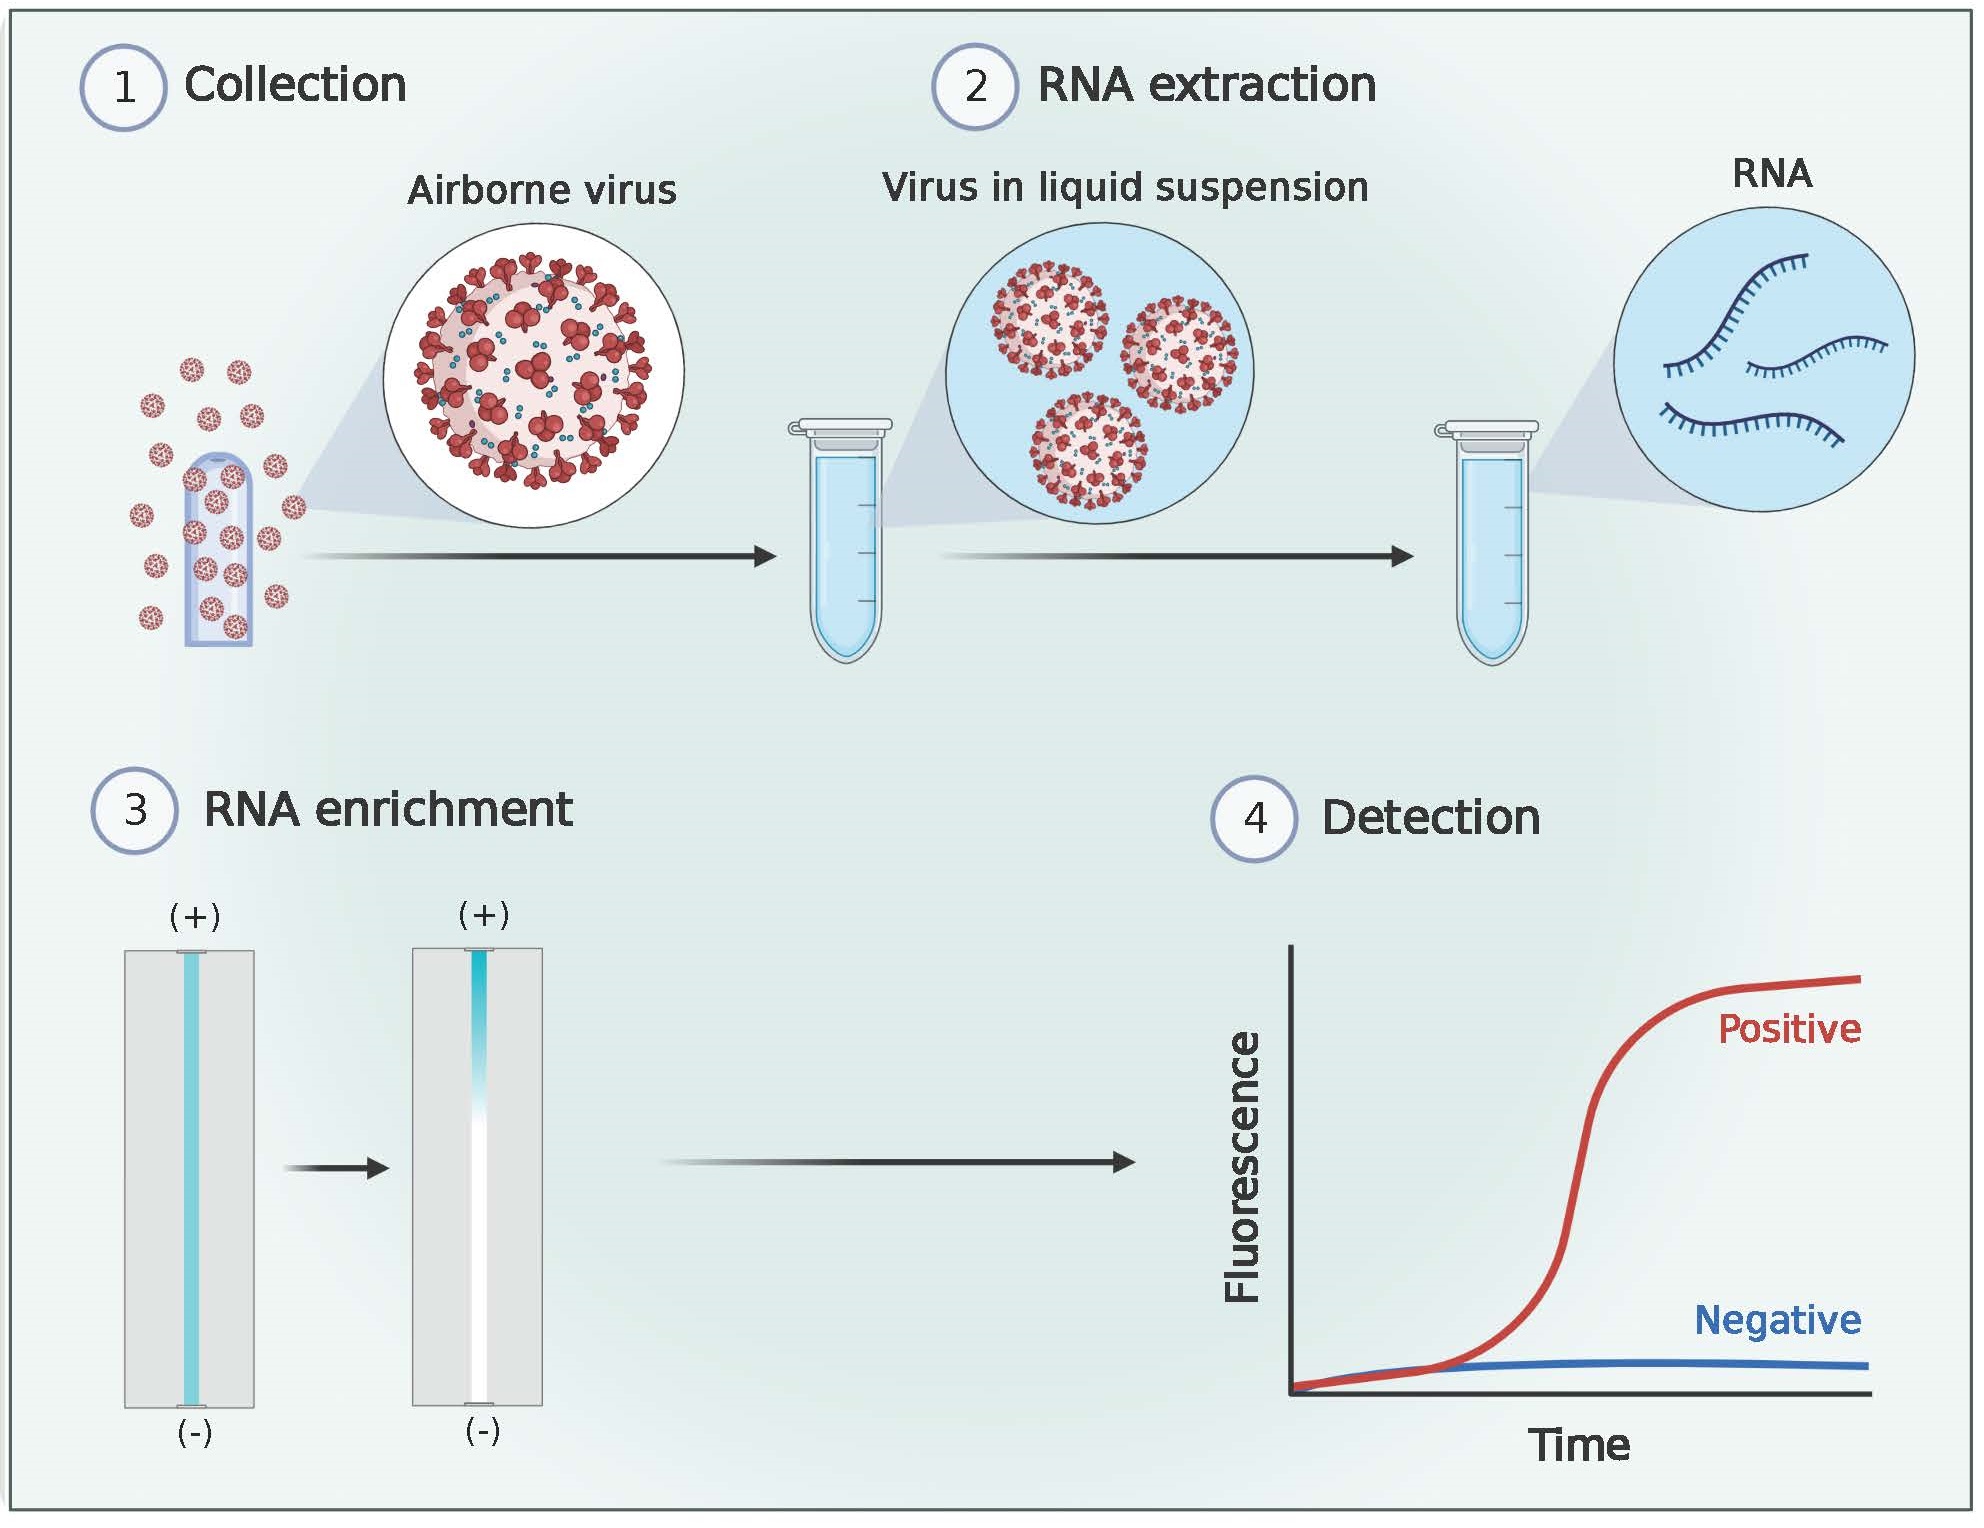 1 Collection
2 RNA extraction
Airborne virus
Virus in liquid suspension
RNA
3 RNA enrichment
4 Detection
(+)
(+)
(-)
(-)
Fluorescence
Positive
Negative
Time